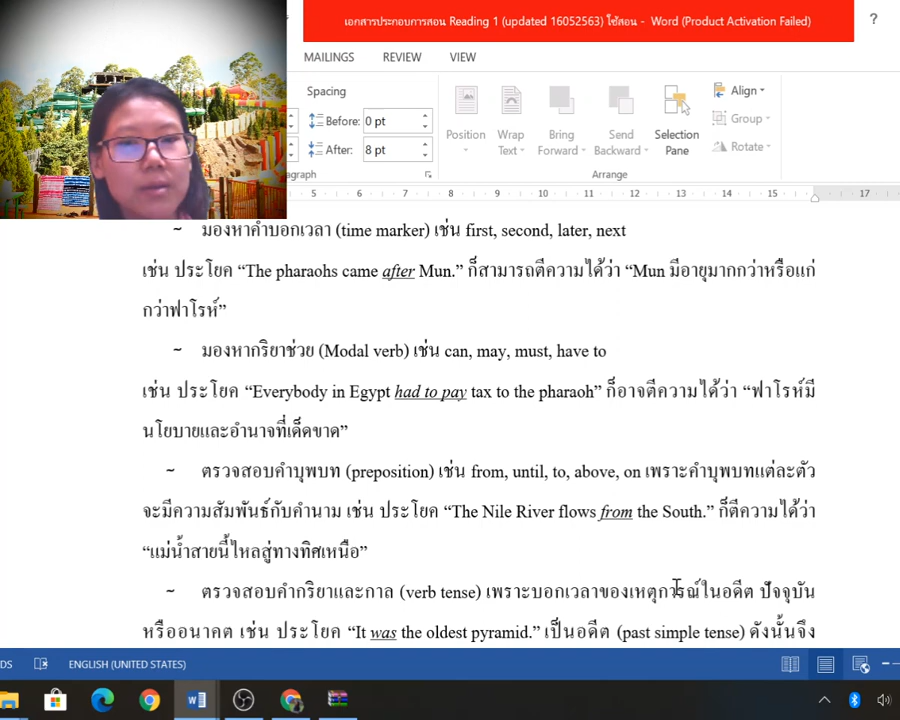 เอกสารประกอบการสอน Reading 1 (updated 16052563) ใช้สอน - Word (Product Activation Failed)
?
MAILINGS REVIEW VIEW
Spacing
Before: 0 pt
After: 8 pt
Position
Wrap Text
Bring Forward
Send Backward
Selection Pane
Align
Group
Rotate
agraph
Arrange
5 6 7 8 9 10 11 12 13 14 15 17
~ มองหาคำบอกเวลา (time marker) เช่น first, second, later, next
เช่น ประโยค “The pharaohs came after Mun.” ก็สามารถตีความได้ว่า “Mun มีอายุมากกว่าหรือแก่
กว่าฟาโรห์”
~ มองหากริยาช่วย (Modal verb) เช่น can, may, must, have to
เช่น ประโยค “Everybody in Egypt had to pay tax to the pharaoh” ก็อาจตีความได้ว่า “ฟาโรห์มี
นโยบายและอำนาจที่เด็ดขาด”
~ ตรวจสอบคำบุพบท (preposition) เช่น from, until, to, above, on เพราะคำบุพบทแต่ละตัว
จะมีความสัมพันธ์กับคำนาม เช่น ประโยค “The Nile River flows from the South.” ก็ตีความได้ว่า
“แม่น้ำสายนี้ไหลสู่ทางทิศเหนือ”
~ ตรวจสอบคำกริยาและกาล (verb tense) เพราะบอกเวลาของเหตุการณ์ในอดีต ปัจจุบัน
หรืออนาคต เช่น ประโยค “It was the oldest pyramid.” เป็นอดีต (past simple tense) ดังนั้นจึง
DS ENGLISH (UNITED STATES)